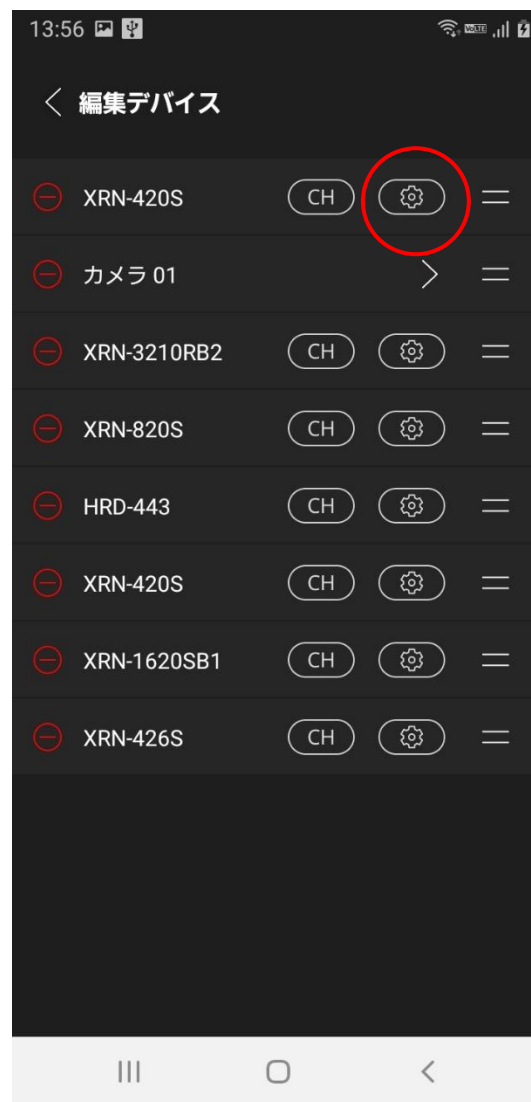 13:56
編集デバイス
XRN-420S CH
カメラ 01
XRN-3210RB2 CH
XRN-820S CH
HRD-443 CH
XRN-420S CH
XRN-1620SB1 CH
XRN-426S CH